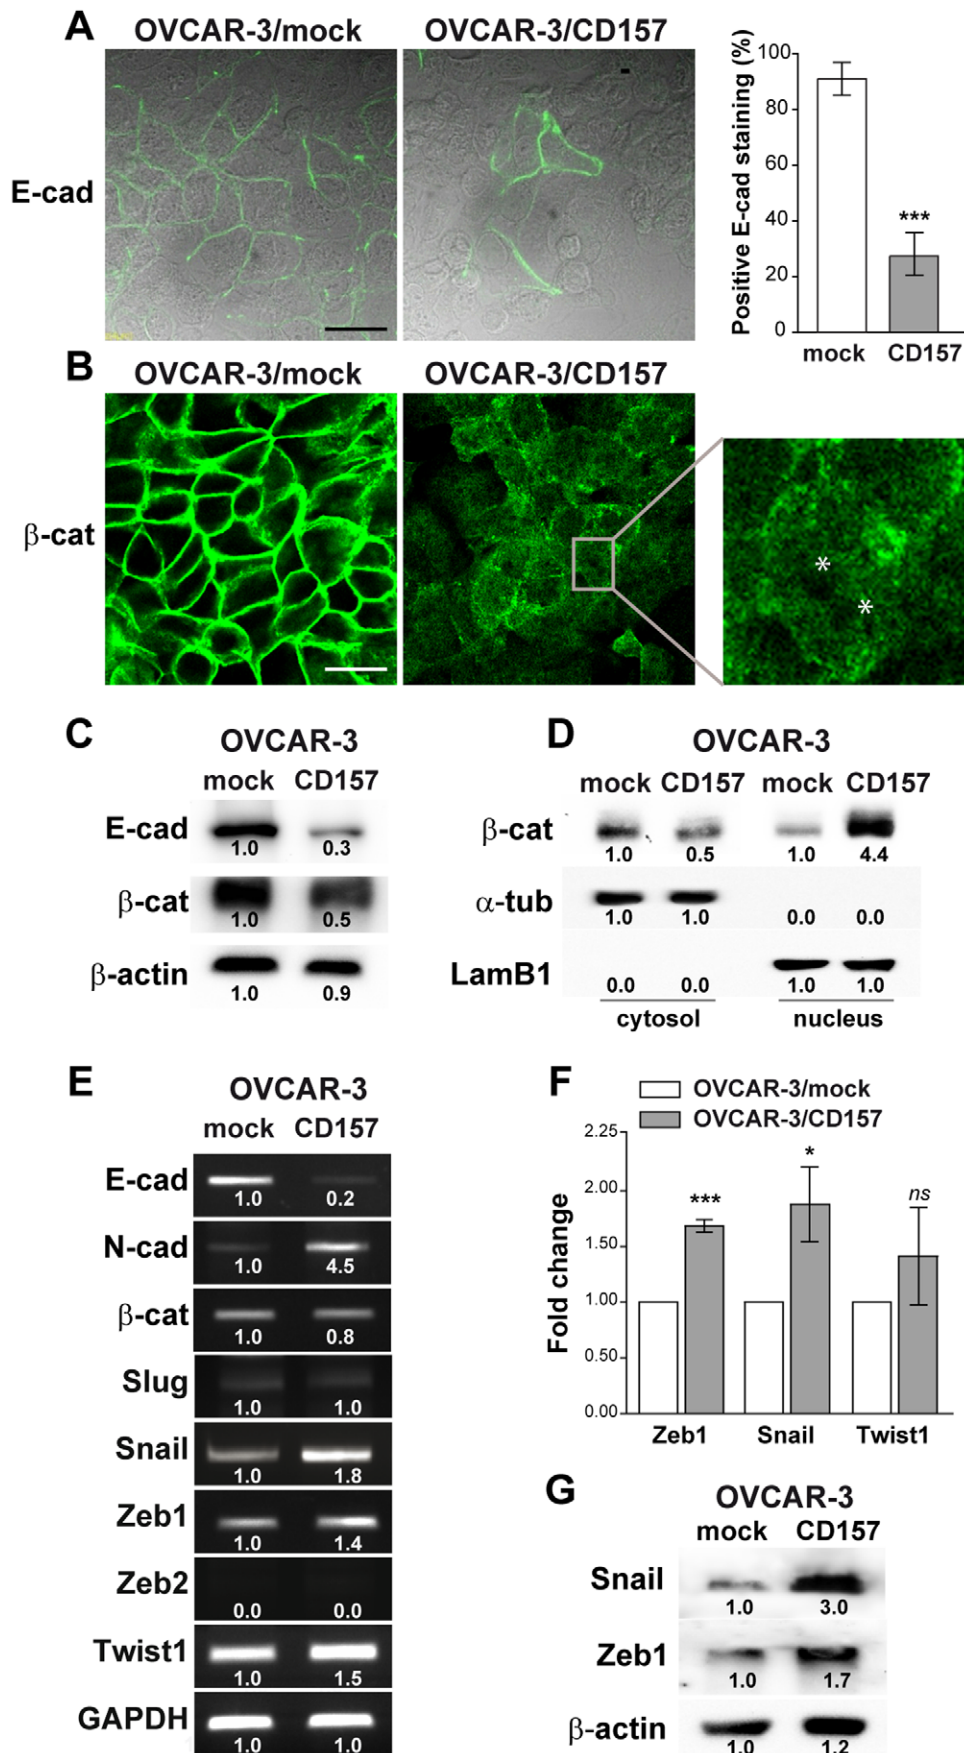 A
OVCAR-3/mock OVCAR-3/CD157
E-cad
Positive E-cad staining (%)
100
80
60
40
20
0
***
mock CD157
B
OVCAR-3/mock OVCAR-3/CD157
β-cat
*
*
C
OVCAR-3
mock CD157
E-cad
1.0 0.3
β-cat
1.0 0.5
β-actin
1.0 0.9
D
OVCAR-3
mock CD157 mock CD157
β-cat
1.0 0.5 1.0 4.4
α-tub
1.0 1.0 0.0 0.0
LamB1
0.0 0.0 1.0 1.0
cytosol nucleus
E
OVCAR-3
mock CD157
E-cad
1.0 0.2
N-cad
1.0 4.5
β-cat
1.0 0.8
Slug
1.0 1.0
Snail
1.0 1.8
Zeb1
1.0 1.4
Zeb2
0.0 0.0
Twist1
1.0 1.5
GAPDH
1.0 1.0
F
OVCAR-3/mock
OVCAR-3/CD157
Fold change
2.25
2.00
1.50
1.00
0.50
0.00
***
*
ns
Zeb1 Snail Twist1
G
OVCAR-3
mock CD157
Snail
1.0 3.0
Zeb1
1.0 1.7
β-actin
1.0 1.2